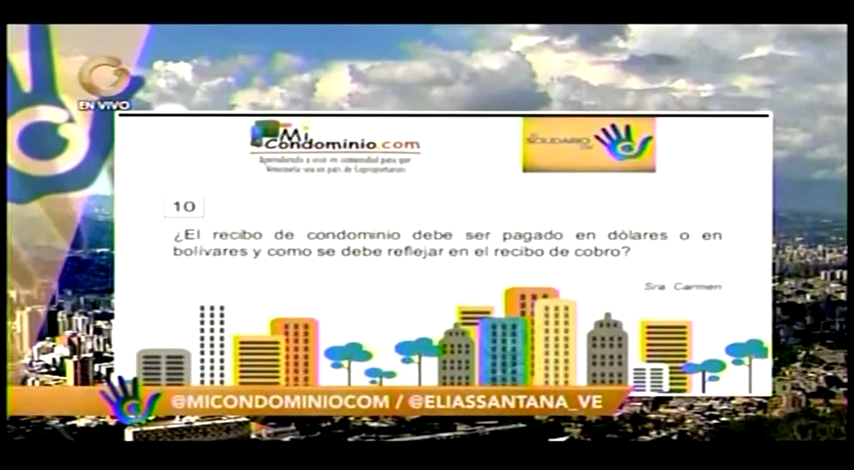 EN VIVO
Mi
Condominio.com
Aprendiendo a vivir en comunidad para que
Venezuela sea un país de Copropietarios
SOLIDARIO
10
¿El recibo de condominio debe ser pagado en dólares o en
bolívares y como se debe reflejar en el recibo de cobro?
Sra Carmen
@MICONDOMINIOCOM / @ELIASSANTANA_VE